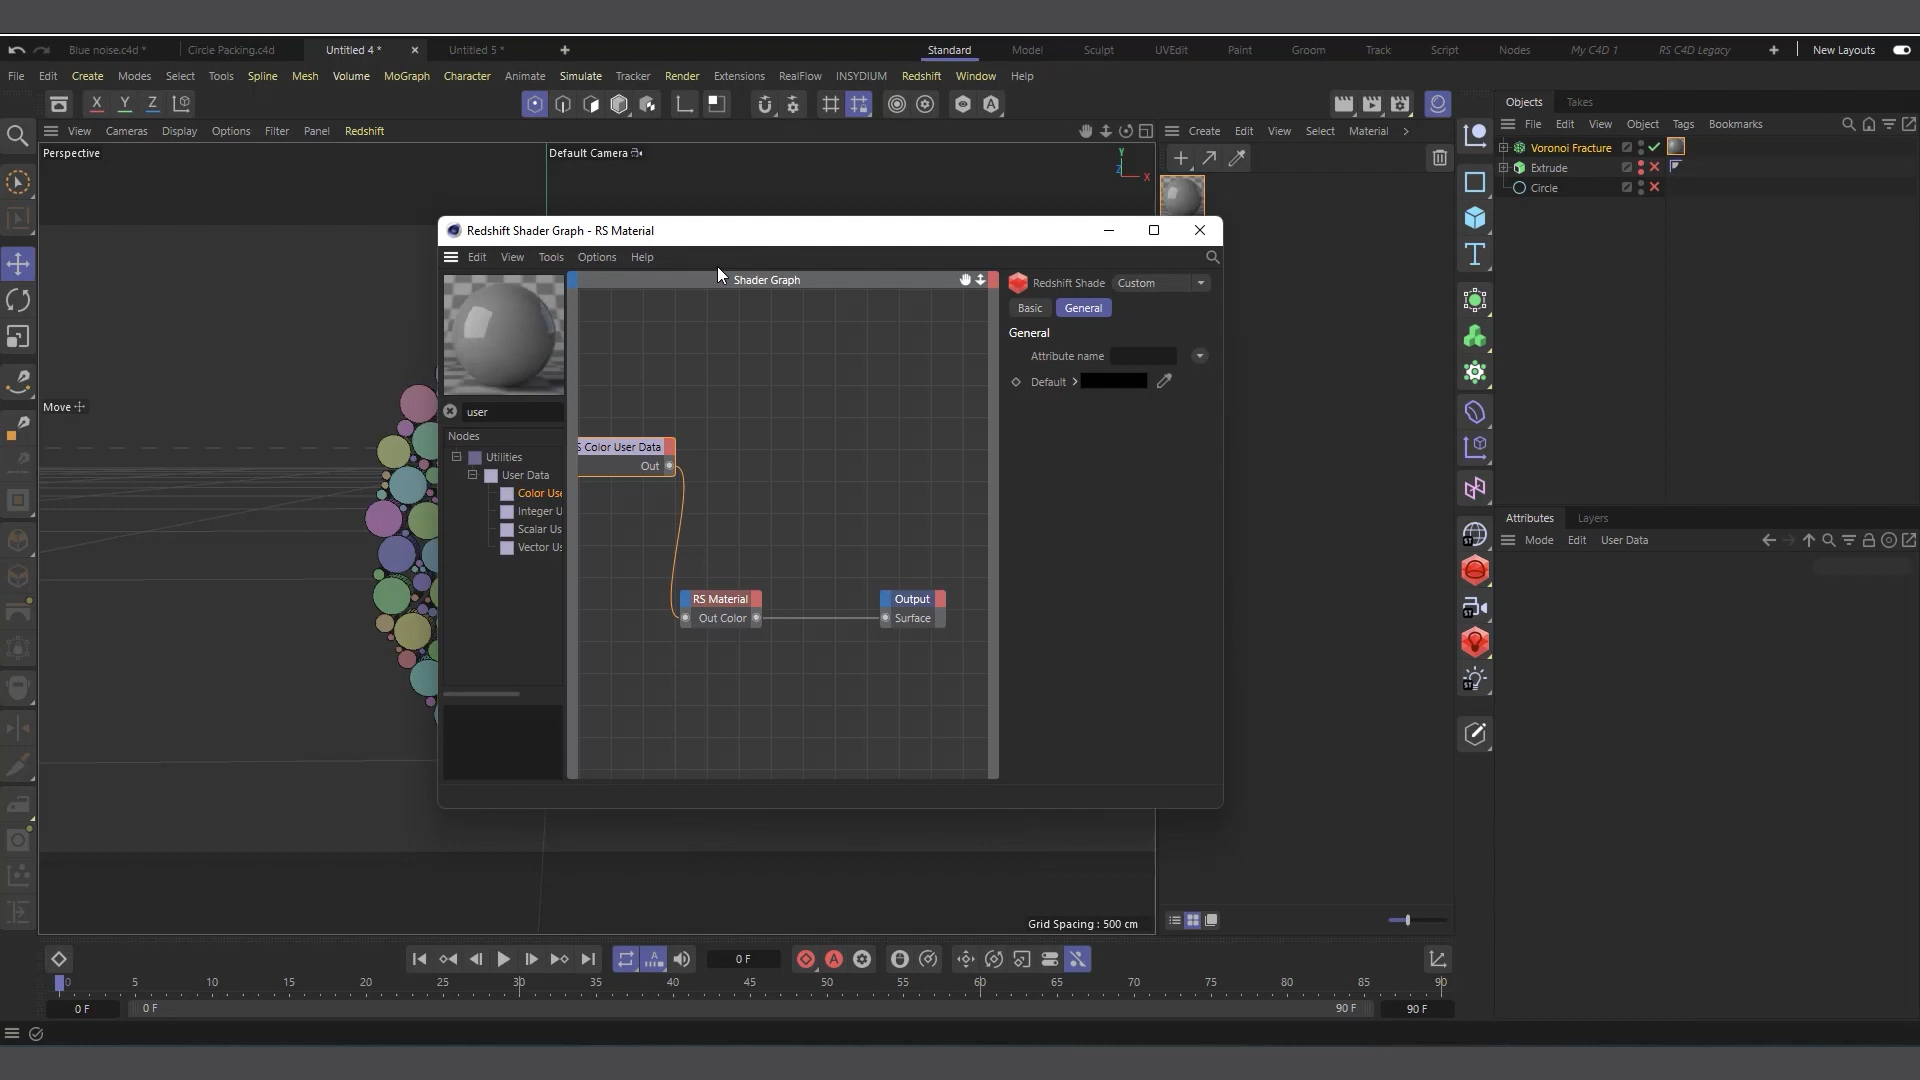 Blue noise.c4d *
Circle Packing.c4d
Untitled 4 *
Untitled 5 *
Standard
Model
Sculpt
UVEdit
Paint
Groom
Track
Script
Nodes
My C4D 1
RS C4D Legacy
New Layouts
File Edit Create Modes Select Tools Spline Mesh Volume MoGraph Character Animate Simulate Tracker Render Extensions RealFlow INSYDIUM Redshift Window Help
X Y Z
Objects Takes
View Cameras Display Options Filter Panel Redshift
Create Edit View Select Material
File Edit View Object Tags Bookmarks
Perspective
Default Camera
Y
Z
X
Voronoi Fracture
Extrude
Circle
Redshift Shader Graph - RS Material
Edit View Tools Options Help
Shader Graph
Redshift Shade
Custom
Basic General
General
Attribute name
Default
Move
user
Nodes
Utilities
User Data
Color Use
Integer U
Scalar Us
Vector Us
S Color User Data
Out
RS Material
Out Color
Output
Surface
Attributes Layers
Mode Edit User Data
ST
ST
ST
Grid Spacing : 500 cm
0 F
0 5 10 15 20 25 30 35 40 45 50 55 60 65 70 75 80 85 90
0 F
0 F
90 F
90 F